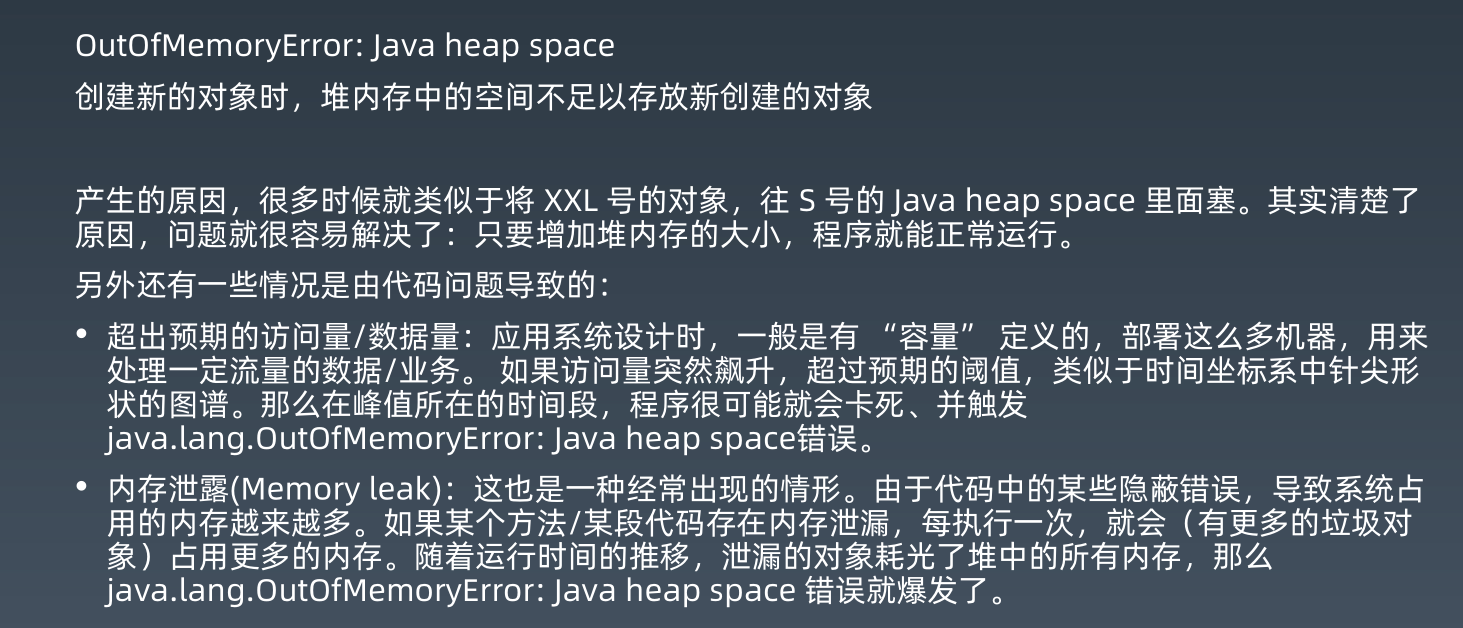 OutOfMemoryError: Java heap space
创建新的对象时，堆内存中的空间不足以存放新创建的对象
产生的原因，很多时候就类似于将 XXL 号的对象，往 S 号的 Java heap space 里面塞。其实清楚了
原因，问题就很容易解决了：只要增加堆内存的大小，程序就能正常运行。
另外还有一些情况是由代码问题导致的：
• 超出预期的访问量/数据量：应用系统设计时，一般是有 “容量” 定义的，部署这么多机器，用来
处理一定流量的数据/业务。 如果访问量突然飙升，超过预期的阈值，类似于时间坐标系中针尖形
状的图谱。那么在峰值所在的时间段，程序很可能就会卡死、并触发
java.lang.OutOfMemoryError: Java heap space错误。
• 内存泄露(Memory leak)：这也是一种经常出现的情形。由于代码中的某些隐蔽错误，导致系统占
用的内存越来越多。如果某个方法/某段代码存在内存泄漏，每执行一次，就会（有更多的垃圾对
象）占用更多的内存。随着运行时间的推移，泄漏的对象耗光了堆中的所有内存，那么
java.lang.OutOfMemoryError: Java heap space 错误就爆发了。